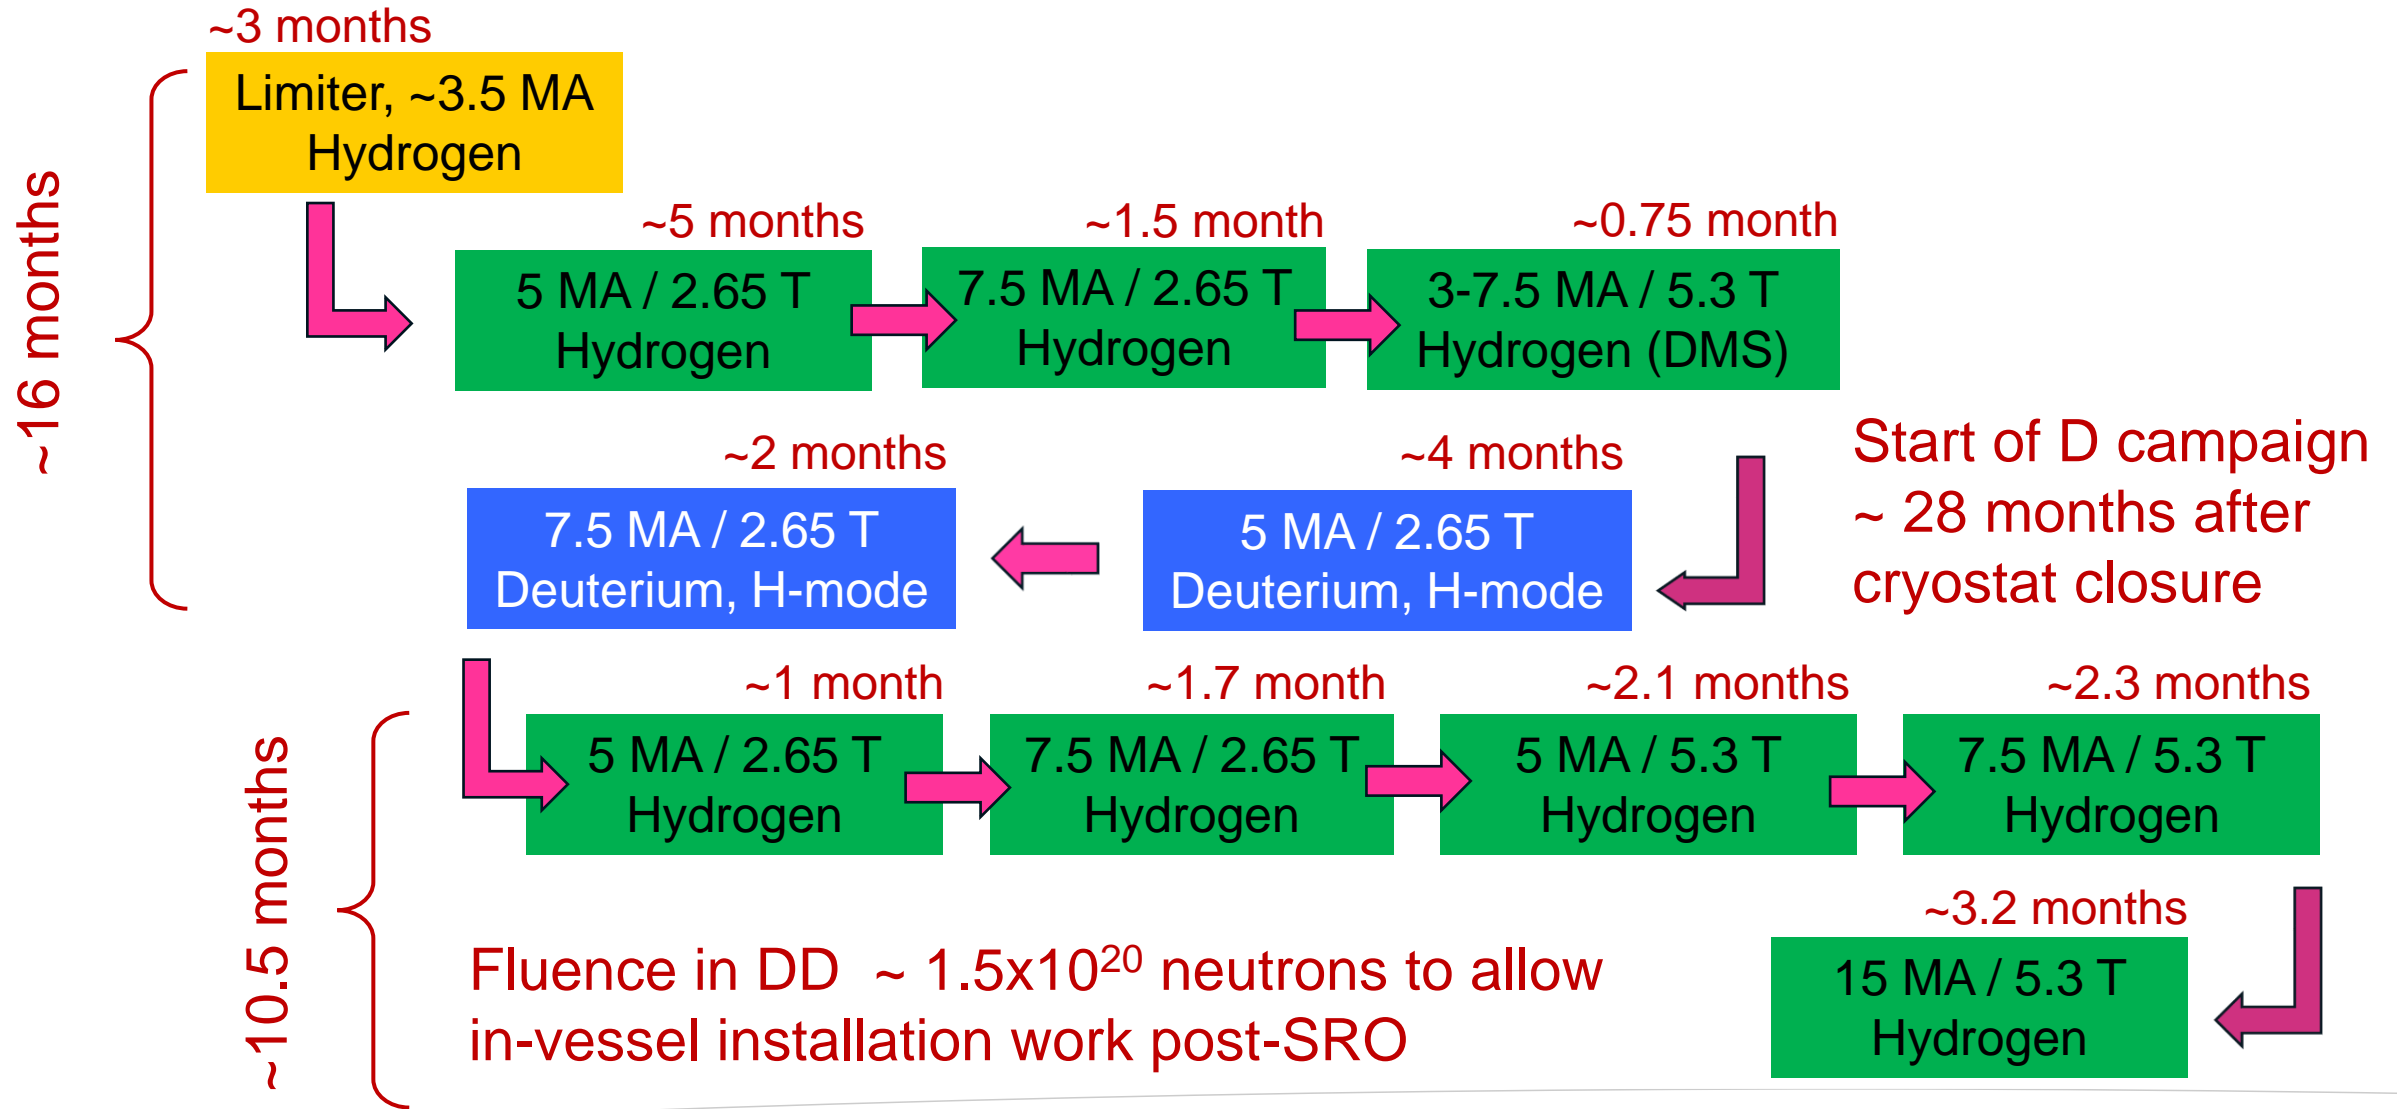 ~3 months
Limiter, ~3.5 MA
Hydrogen
~16 months
~5 months
5 MA / 2.65 T
Hydrogen
~1.5 month
7.5 MA / 2.65 T
Hydrogen
~0.75 month
3-7.5 MA / 5.3 T
Hydrogen (DMS)
~2 months
7.5 MA / 2.65 T
Deuterium, H-mode
~4 months
5 MA / 2.65 T
Deuterium, H-mode
Start of D campaign
~ 28 months after
cryostat closure
~10.5 months
~1 month
5 MA / 2.65 T
Hydrogen
~1.7 month
7.5 MA / 2.65 T
Hydrogen
~2.1 months
5 MA / 5.3 T
Hydrogen
~2.3 months
7.5 MA / 5.3 T
Hydrogen
Fluence in DD ~ 1.5x10²⁰ neutrons to allow
in-vessel installation work post-SRO
~3.2 months
15 MA / 5.3 T
Hydrogen